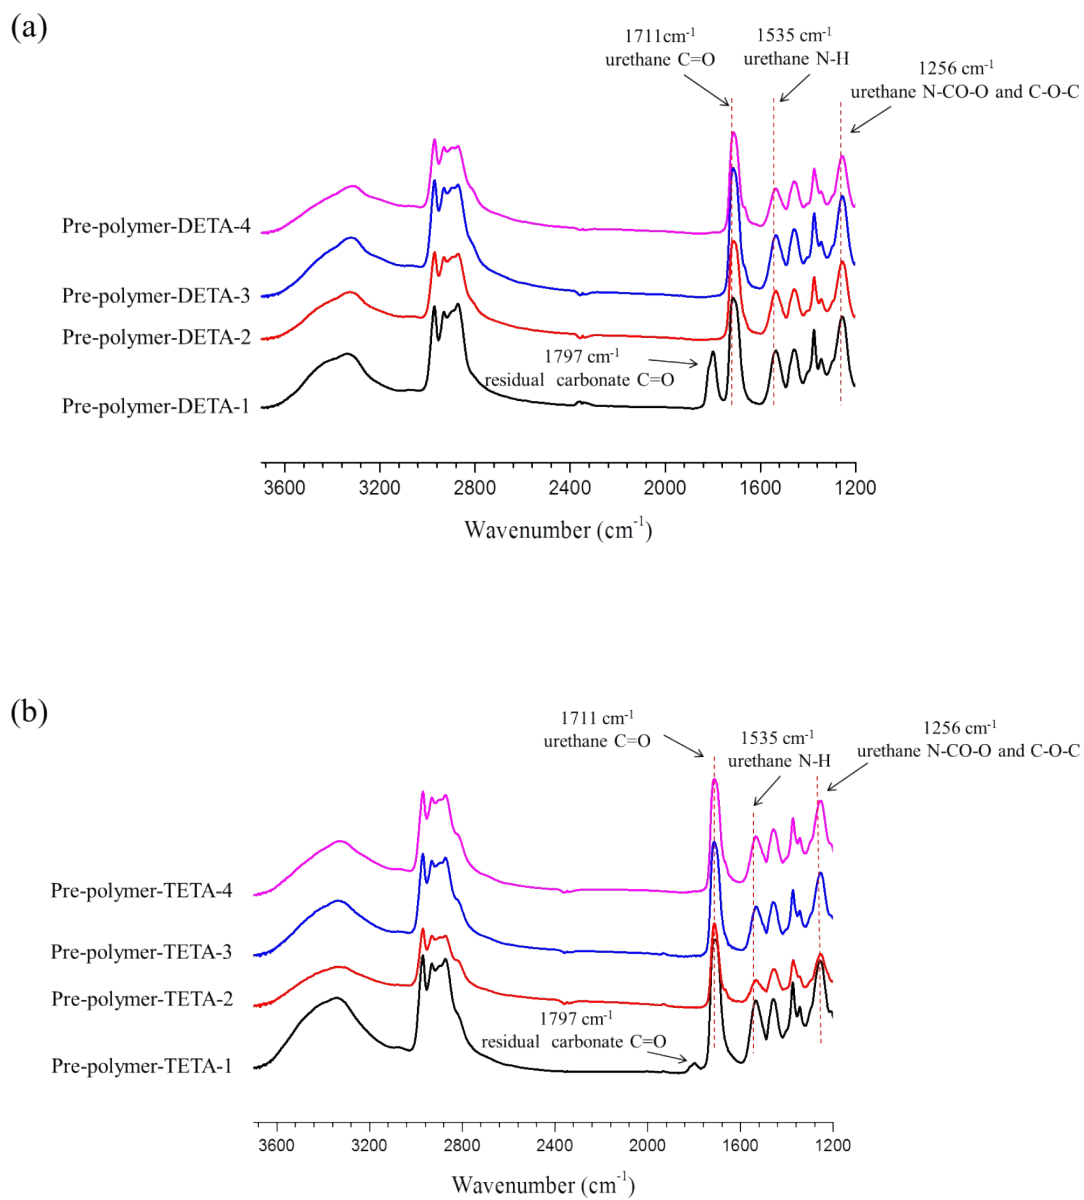 (a)
1711cm-1
urethane C=O
1535 cm-1
urethane N-H
1256 cm-1
urethane N-CO-O and C-O-C
Pre-polymer-DETA-4
Pre-polymer-DETA-3
Pre-polymer-DETA-2
1797 cm-1
residual carbonate C=O
Pre-polymer-DETA-1
3600 3200 2800 2400 2000 1600 1200
Wavenumber (cm-1)
(b)
1711 cm-1
urethane C=O
1535 cm-1
urethane N-H
1256 cm-1
urethane N-CO-O and C-O-C
Pre-polymer-TETA-4
Pre-polymer-TETA-3
Pre-polymer-TETA-2
1797 cm-1
residual carbonate C=O
Pre-polymer-TETA-1
3600 3200 2800 2400 2000 1600 1200
Wavenumber (cm-1)